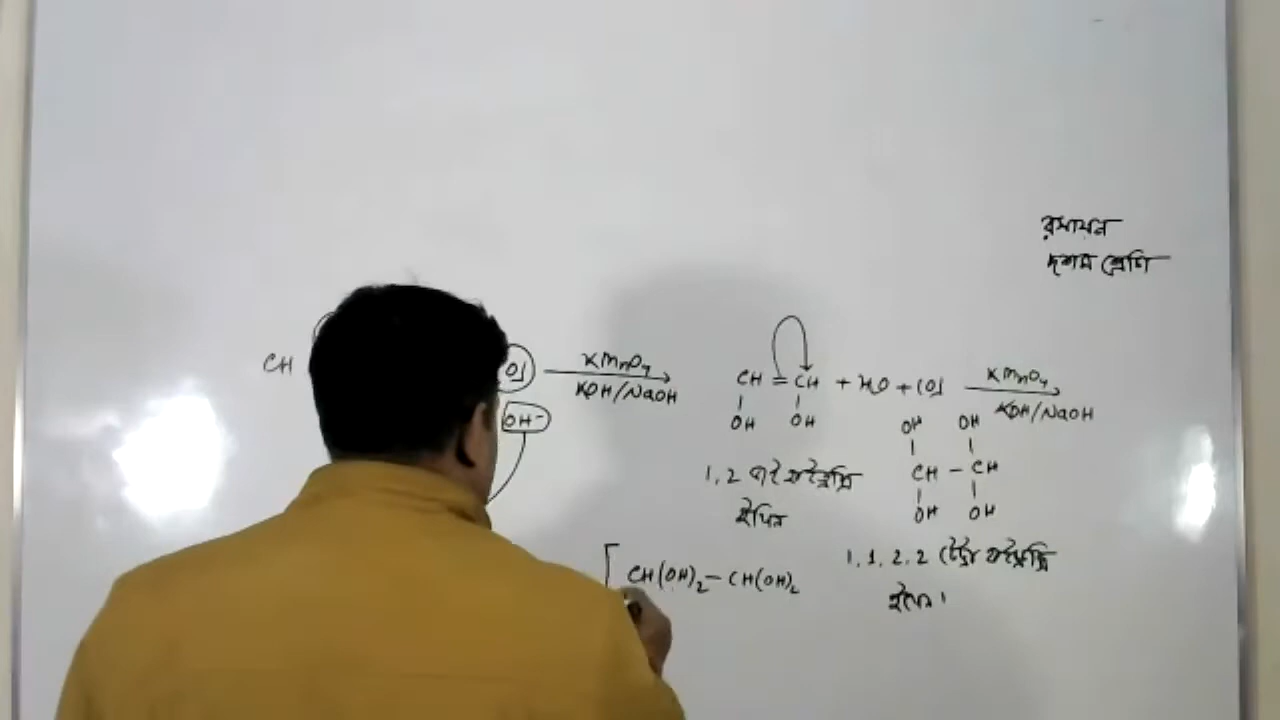 রসায়ন
দশম শ্রেণি
CH [O] KMnO4 CH = CH + H2O + [O] KMnO4
OH- KOH/NaOH OH OH KOH/NaOH
OH OH
CH - CH
OH OH
1, 2 ডাই হাইড্রক্সি
ইথিন
1, 1, 2, 2 টেট্রা হাইড্রক্সি
ইথেন।
[ CH(OH)2 - CH(OH)2